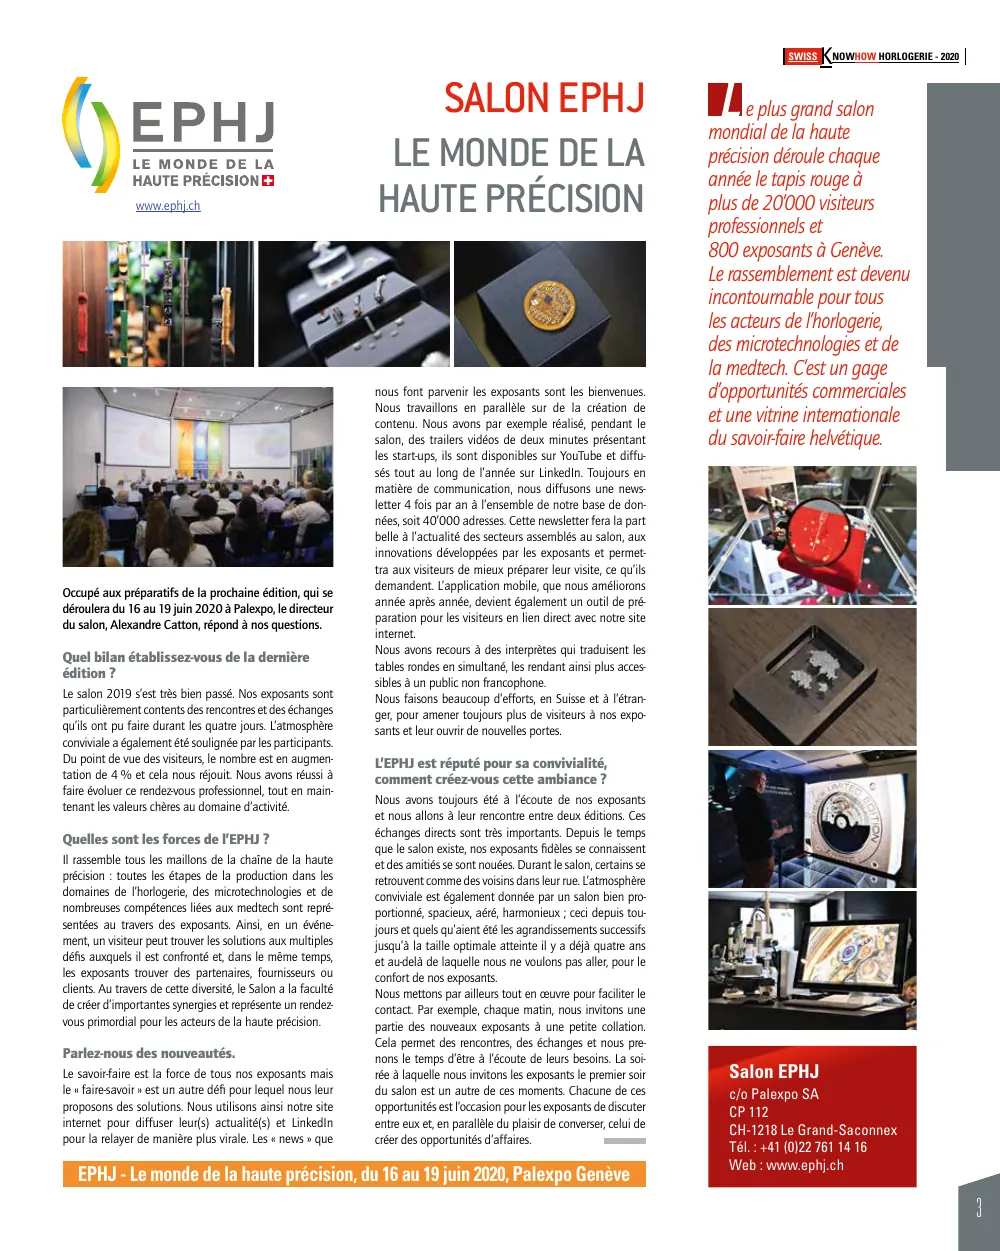 SWISS KNOWHOW HORLOGERIE - 2020
EPHJ
LE MONDE DE LA
HAUTE PRÉCISION
www.ephj.ch
SALON EPHJ
LE MONDE DE LA
HAUTE PRÉCISION
Le plus grand salon
mondial de la haute
précision déroule chaque
année le tapis rouge à
plus de 20’000 visiteurs
professionnels et
800 exposants à Genève.
Le rassemblement est devenu
incontournable pour tous
les acteurs de l’horlogerie,
des microtechnologies et de
la medtech. C’est un gage
d’opportunités commerciales
et une vitrine internationale
du savoir-faire helvétique.
Occupé aux préparatifs de la prochaine édition, qui se
déroulera du 16 au 19 juin 2020 à Palexpo, le directeur
du salon, Alexandre Catton, répond à nos questions.
Quel bilan établissez-vous de la dernière
édition ?
Le salon 2019 s’est très bien passé. Nos exposants sont
particulièrement contents des rencontres et des échanges
qu’ils ont pu faire durant les quatre jours. L’atmosphère
conviviale a également été soulignée par les participants.
Du point de vue des visiteurs, le nombre est en augmen-
tation de 4 % et cela nous réjouit. Nous avons réussi à
faire évoluer ce rendez-vous professionnel, tout en main-
tenant les valeurs chères au domaine d’activité.
Quelles sont les forces de l’EPHJ ?
Il rassemble tous les maillons de la chaîne de la haute
précision : toutes les étapes de la production dans les
domaines de l’horlogerie, des microtechnologies et de
nombreuses compétences liées aux medtech sont repré-
sentées au travers des exposants. Ainsi, en un événe-
ment, un visiteur peut trouver les solutions aux multiples
défis auxquels il est confronté et, dans le même temps,
les exposants trouver des partenaires, fournisseurs ou
clients. Au travers de cette diversité, le Salon a la faculté
de créer d’importantes synergies et représente un rendez-
vous primordial pour les acteurs de la haute précision.
Parlez-nous des nouveautés.
Le savoir-faire est la force de tous nos exposants mais
le « faire-savoir » est un autre défi pour lequel nous leur
proposons des solutions. Nous utilisons ainsi notre site
internet pour diffuser leur(s) actualité(s) et LinkedIn
pour la relayer de manière plus virale. Les « news » que
nous font parvenir les exposants sont les bienvenues.
Nous travaillons en parallèle sur de la création de
contenu. Nous avons par exemple réalisé, pendant le
salon, des trailers vidéos de deux minutes présentant
les start-ups, ils sont disponibles sur YouTube et diffu-
sés tout au long de l’année sur LinkedIn. Toujours en
matière de communication, nous diffusons une news-
letter 4 fois par an à l’ensemble de notre base de don-
nées, soit 40’000 adresses. Cette newsletter fera la part
belle à l’actualité des secteurs assemblés au salon, aux
innovations développées par les exposants et permet-
tra aux visiteurs de mieux préparer leur visite, ce qu’ils
demandent. L’application mobile, que nous améliorons
année après année, devient également un outil de pré-
paration pour les visiteurs en lien direct avec notre site
internet.
Nous avons recours à des interprètes qui traduisent les
tables rondes en simultané, les rendant ainsi plus acces-
sibles à un public non francophone.
Nous faisons beaucoup d’efforts, en Suisse et à l’étran-
ger, pour amener toujours plus de visiteurs à nos expo-
sants et leur ouvrir de nouvelles portes.
L’EPHJ est réputé pour sa convivialité,
comment créez-vous cette ambiance ?
Nous avons toujours été à l’écoute de nos exposants
et nous allons à leur rencontre entre deux éditions. Ces
échanges directs sont très importants. Depuis le temps
que le salon existe, nos exposants fidèles se connaissent
et des amitiés se sont nouées. Durant le salon, certains se
retrouvent comme des voisins dans leur rue. L’atmosphère
conviviale est également donnée par un salon bien pro-
portionné, spacieux, aéré, harmonieux ; ceci depuis tou-
jours et quels qu’aient été les agrandissements successifs
jusqu’à la taille optimale atteinte il y a déjà quatre ans
et au-delà de laquelle nous ne voulons pas aller, pour le
confort de nos exposants.
Nous mettons par ailleurs tout en œuvre pour faciliter le
contact. Par exemple, chaque matin, nous invitons une
partie des nouveaux exposants à une petite collation.
Cela permet des rencontres, des échanges et nous pre-
nons le temps d’être à l’écoute de leurs besoins. La soi-
rée à laquelle nous invitons les exposants le premier soir
du salon est un autre de ces moments. Chacune de ces
opportunités est l’occasion pour les exposants de discuter
entre eux et, en parallèle du plaisir de converser, celui de
créer des opportunités d’affaires.
LIMITED EDITION
Salon EPHJ
c/o Palexpo SA
CP 112
CH-1218 Le Grand-Saconnex
Tél. : +41 (0)22 761 14 16
Web : www.ephj.ch
EPHJ - Le monde de la haute précision, du 16 au 19 juin 2020, Palexpo Genève
3